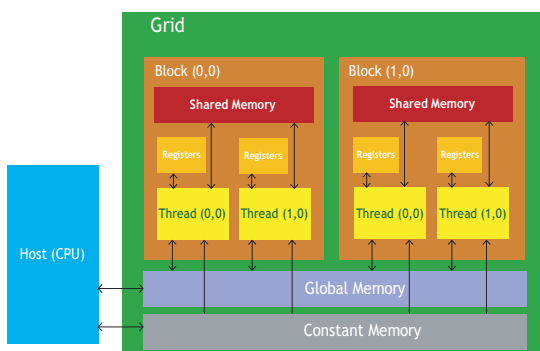 Grid
Block (0,0)
Block (1,0)
Shared Memory
Shared Memory
Registers
Registers
Registers
Registers
Thread (0,0)
Thread (1,0)
Thread (0,0)
Thread (1,0)
Host (CPU)
Global Memory
Constant Memory